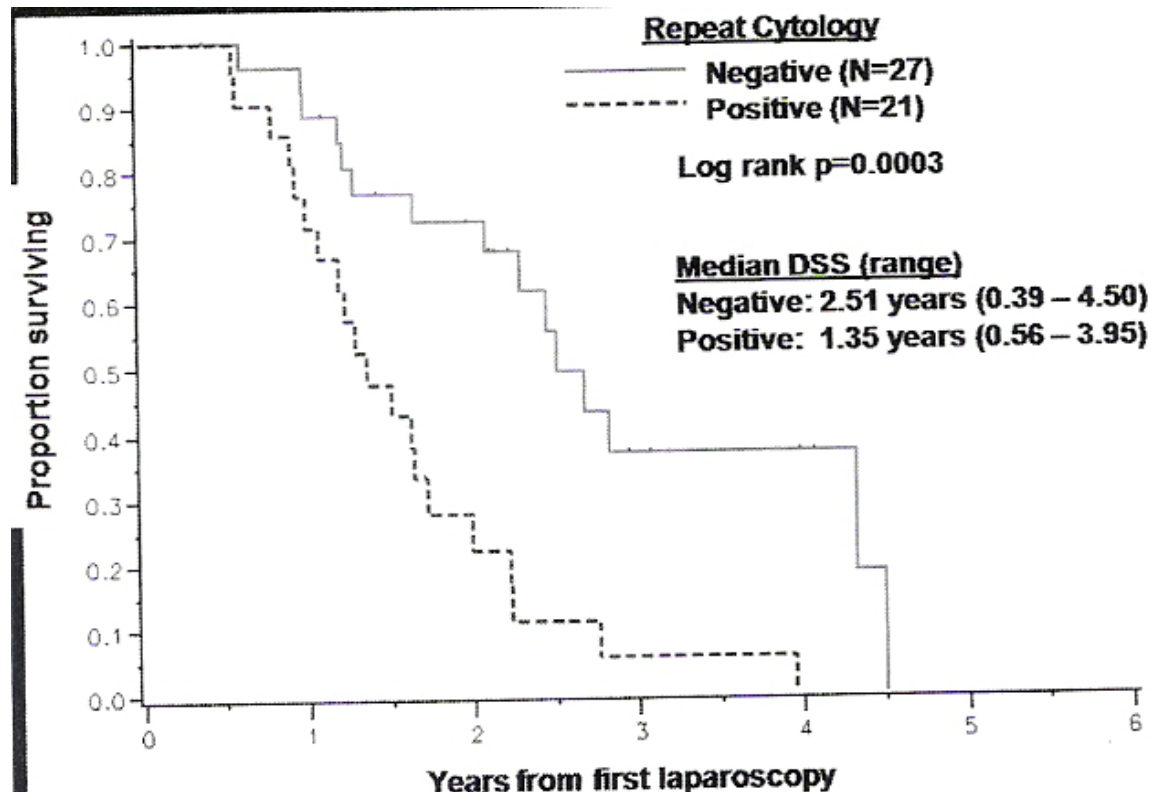 Repeat Cytology
Negative (N=27)
Positive (N=21)
Log rank p=0.0003
Median DSS (range)
Negative: 2.51 years (0.39 – 4.50)
Positive: 1.35 years (0.56 – 3.95)
Proportion surviving
1.0
0.9
0.8
0.7
0.6
0.5
0.4
0.3
0.2
0.1
0.0
0 1 2 3 4 5 6
Years from first laparoscopy